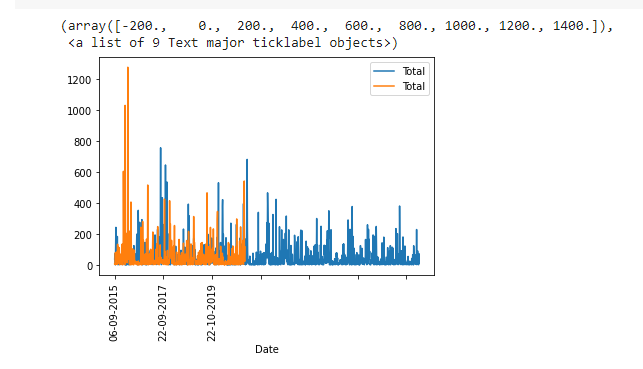 (array([-200.,    0.,  200.,  400.,  600.,  800., 1000., 1200., 1400.]),
<a list of 9 Text major ticklabel objects>)
Total
Total
1200
1000
800
600
400
200
0
06-09-2015
22-09-2017
22-10-2019
Date